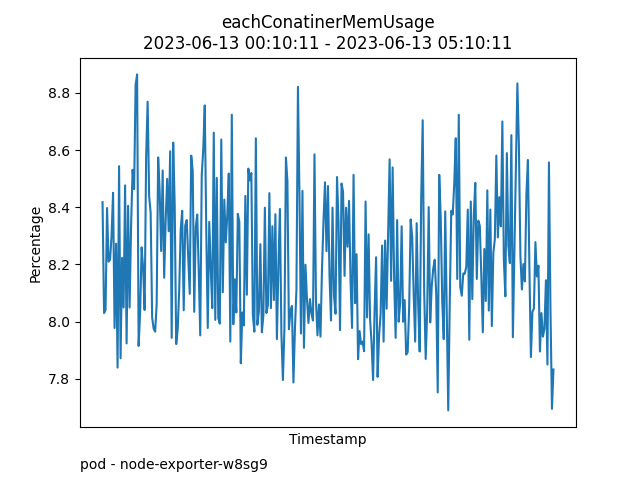 eachConatinerMemUsage
2023-06-13 00:10:11 - 2023-06-13 05:10:11
8.8
8.6
8.4
8.2
8.0
7.8
Percentage
Timestamp
pod - node-exporter-w8sg9